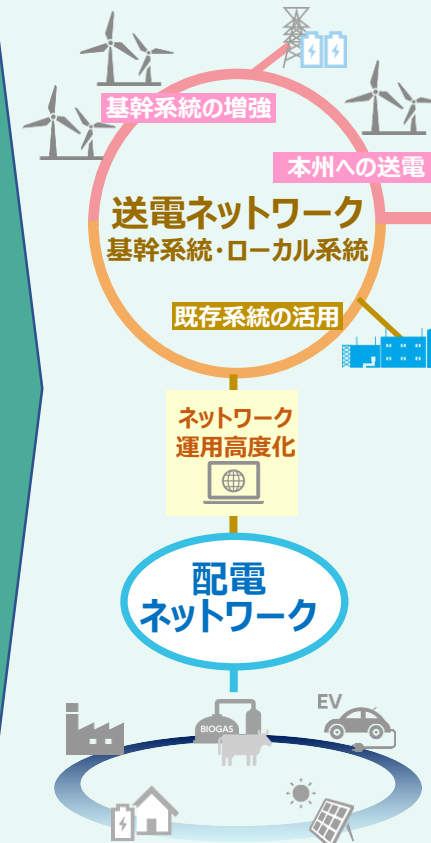 基幹系統の増強
本州への送電
送電ネットワーク
基幹系統・ローカル系統
既存系統の活用
ネットワーク
運用高度化
配電
ネットワーク
BIOGAS
EV